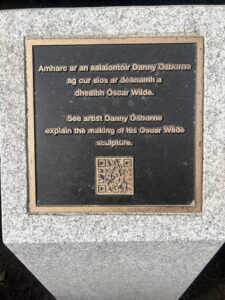 Amharc ar an ealaíontóir Danny Osborne
ag cur síos ar déanamh a
dhealbh Oscar Wilde.
See artist Danny Osborne
explain the making of his Oscar Wilde
sculpture.